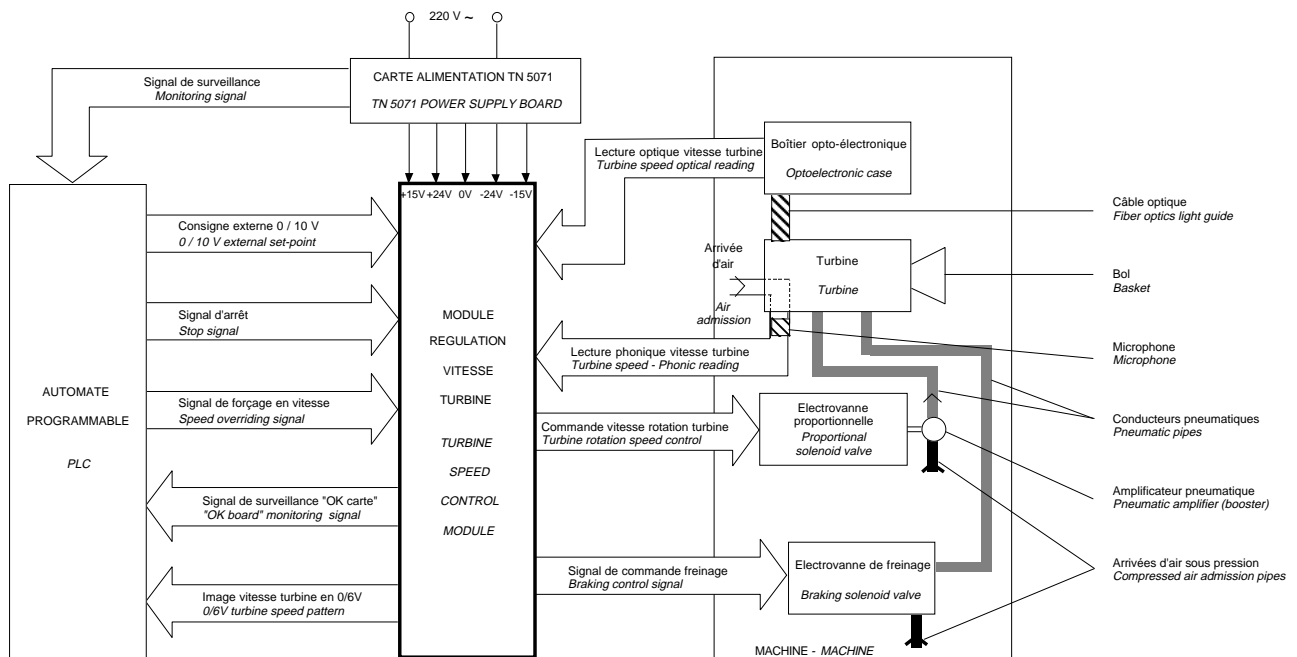 220 V ~
CARTE ALIMENTATION TN 5071
TN 5071 POWER SUPPLY BOARD
Signal de surveillance
Monitoring signal
+15V +24V 0V -24V -15V
Lecture optique vitesse turbine
Turbine speed optical reading
Boîtier opto-électronique
Optoelectronic case
Câble optique
Fiber optics light guide
Consigne externe 0 / 10 V
0 / 10 V external set-point
Arrivée
d'air
Air
admission
Turbine
Turbine
Bol
Basket
Signal d'arrêt
Stop signal
MODULE
REGULATION
VITESSE
TURBINE
TURBINE
SPEED
CONTROL
MODULE
Lecture phonique vitesse turbine
Turbine speed - Phonic reading
Microphone
Microphone
AUTOMATE
PROGRAMMABLE
PLC
Signal de forçage en vitesse
Speed overriding signal
Commande vitesse rotation turbine
Turbine rotation speed control
Electrovanne
proportionnelle
Proportional
solenoid valve
Conducteurs pneumatiques
Pneumatic pipes
Signal de surveillance "OK carte"
"OK board" monitoring signal
Amplificateur pneumatique
Pneumatic amplifier (booster)
Signal de commande freinage
Braking control signal
Electrovanne de freinage
Braking solenoid valve
Arrivées d'air sous pression
Compressed air admission pipes
Image vitesse turbine en 0/6V
0/6V turbine speed pattern
MACHINE - MACHINE